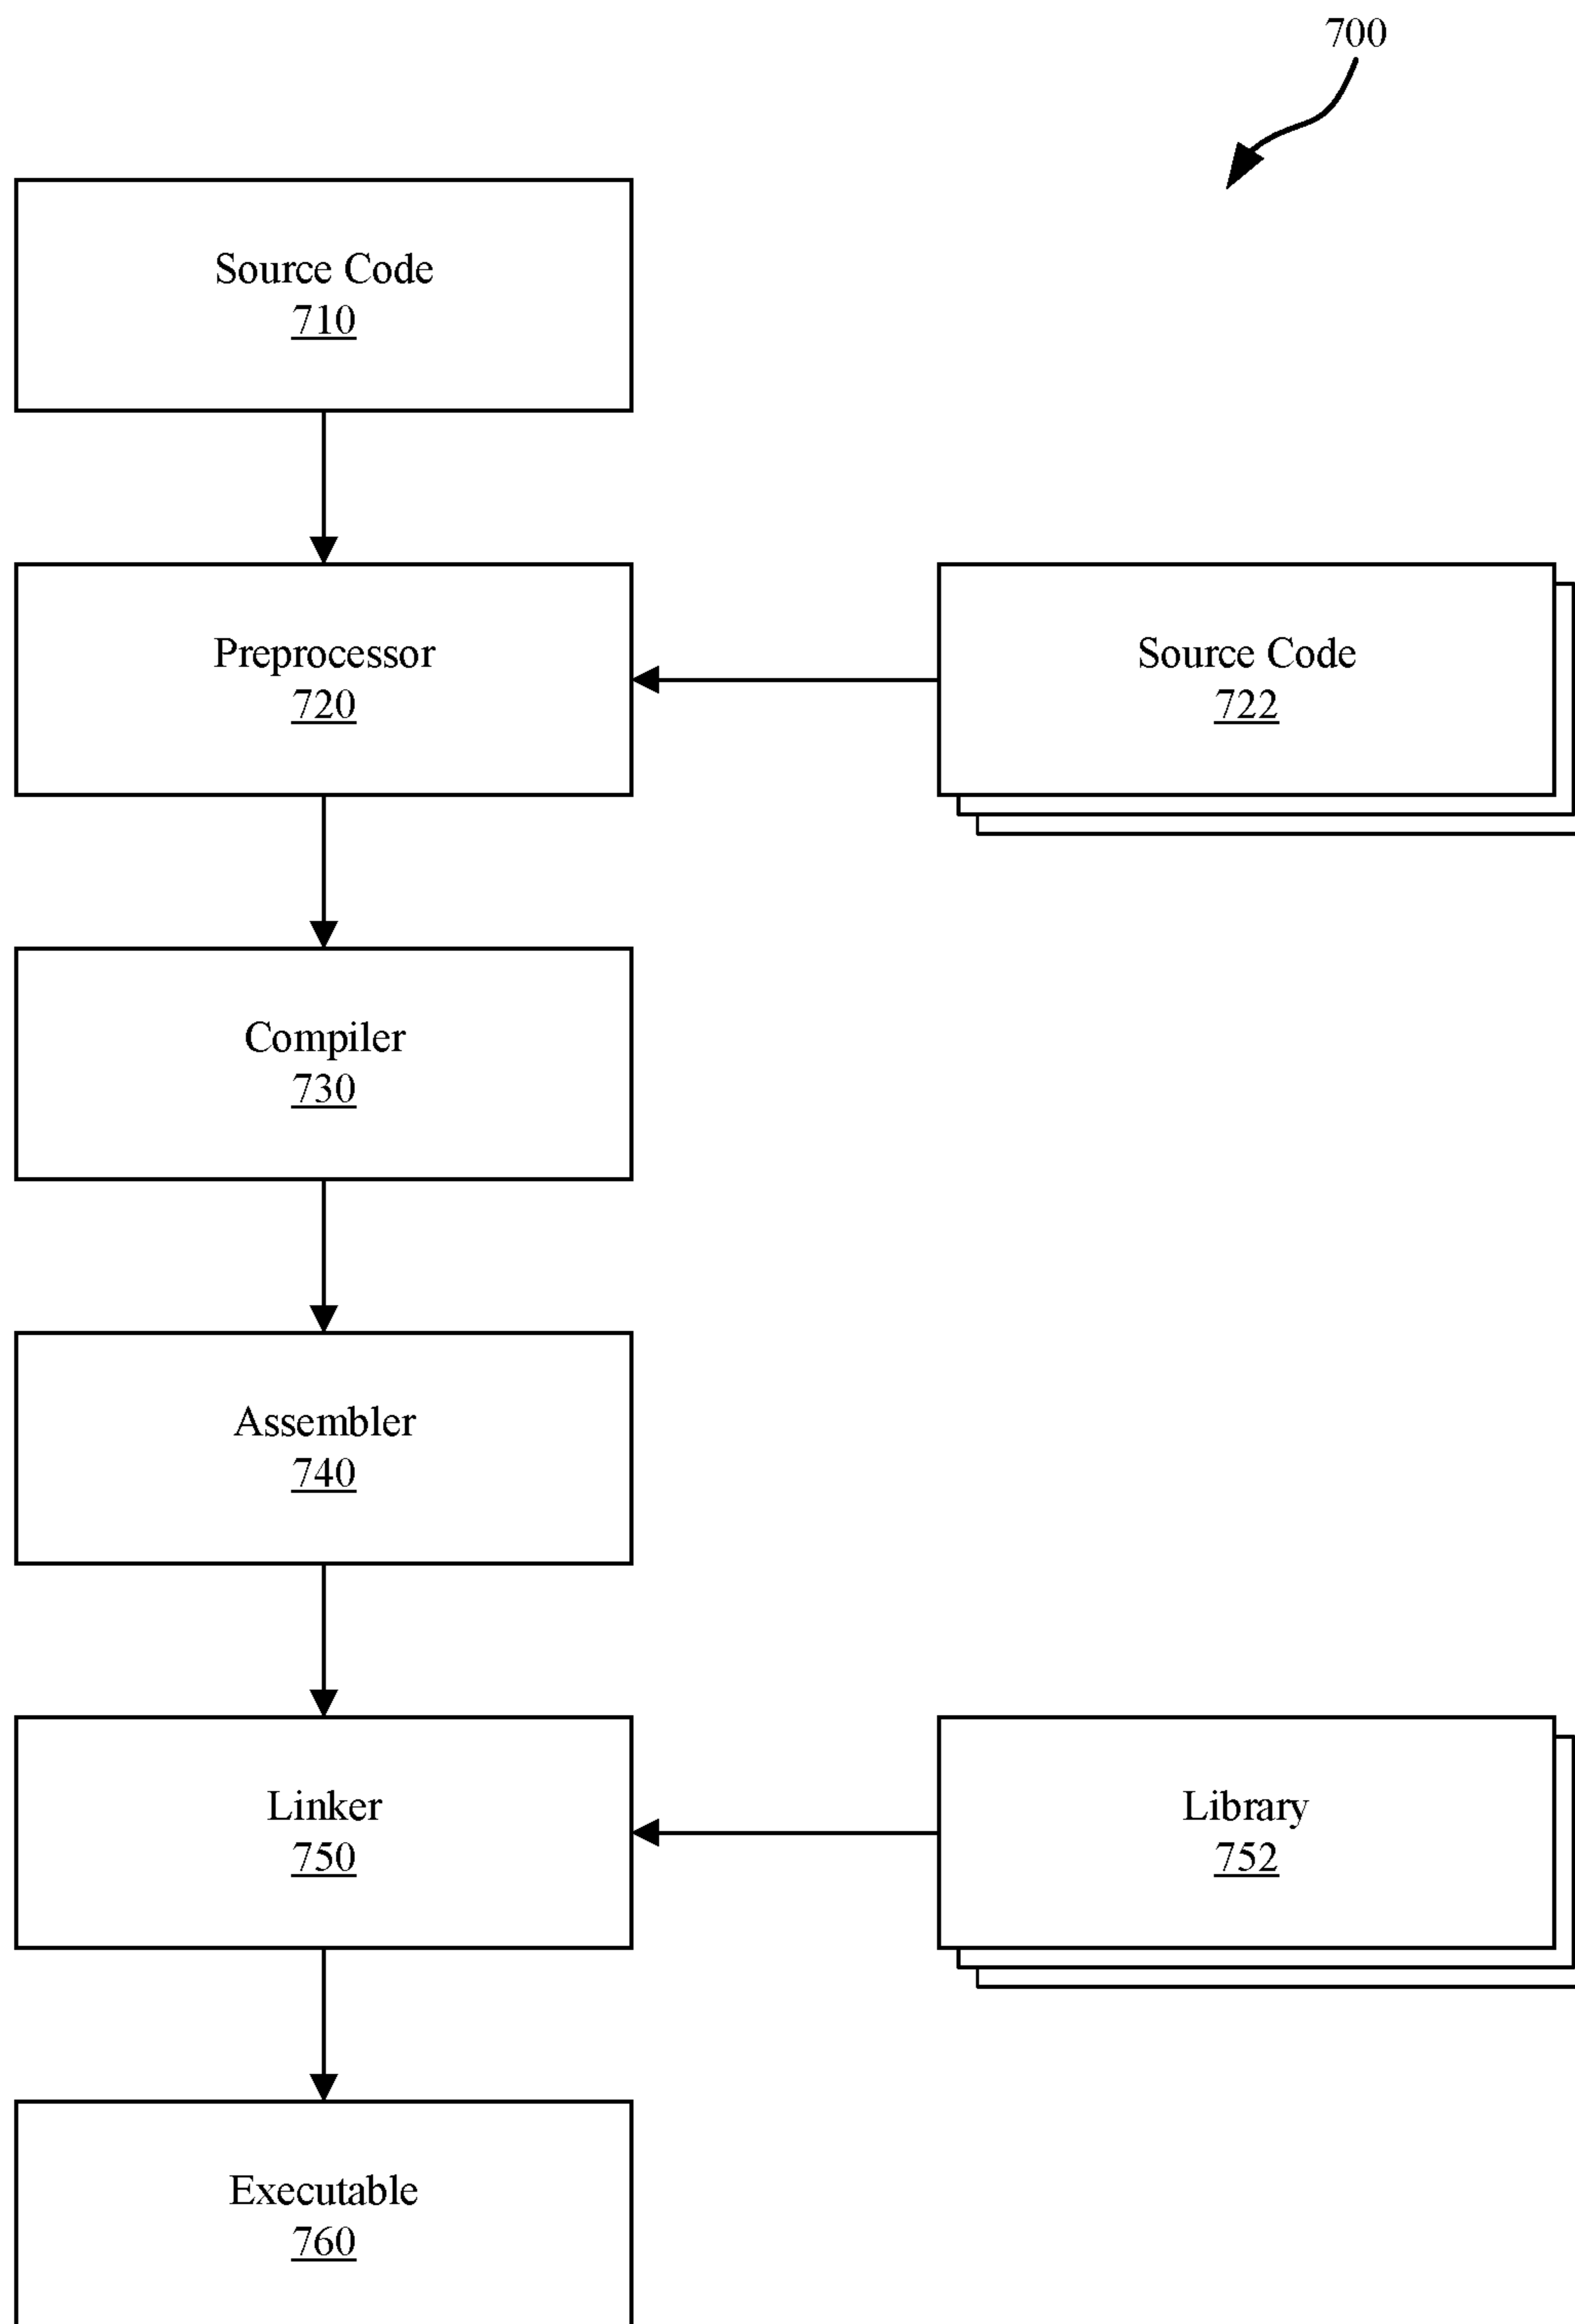 700
Source Code
710
Preprocessor
720
Source Code
722
Compiler
730
Assembler
740
Linker
750
Library
752
Executable
760